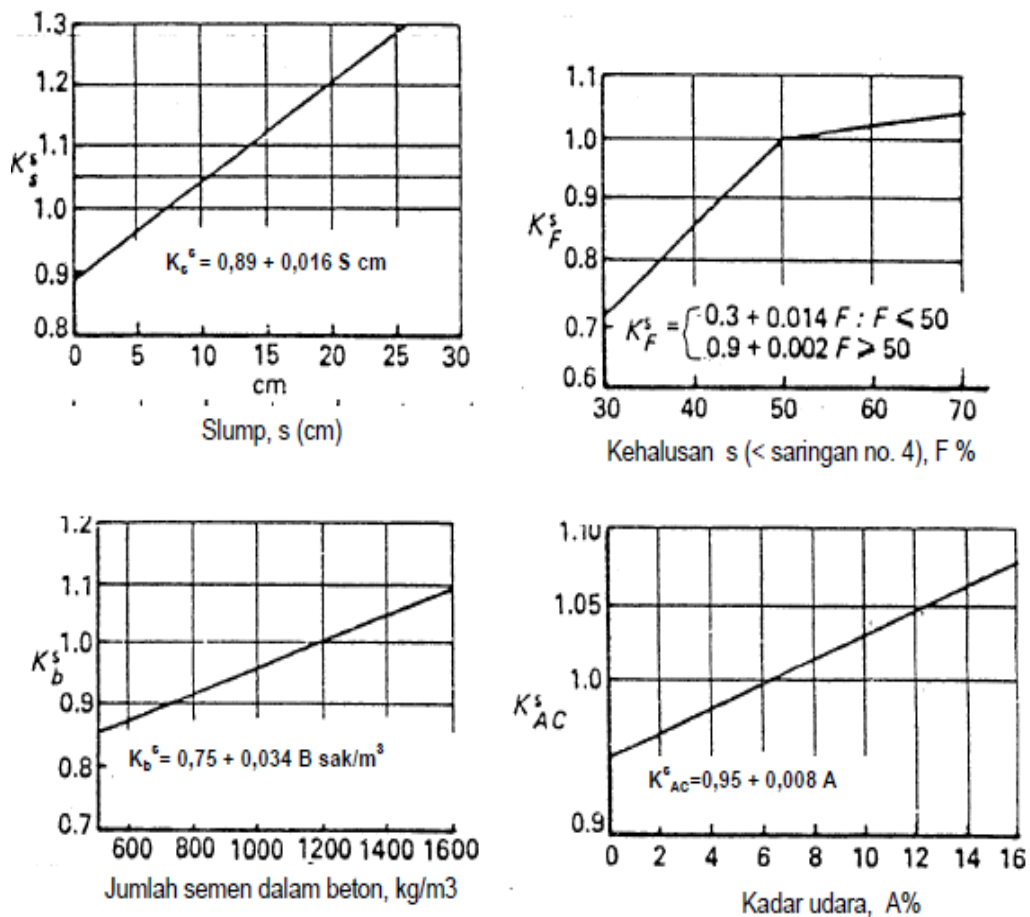 1.3
1.2
1.1
1.0
0.9
0.8
K_s^s
K_s^s = 0,89 + 0,016 S cm
0 5 10 15 20 25 30
cm
Slump, s (cm)
1.1
1.0
0.9
0.8
0.7
0.6
K_F^s
K_F^s = { 0.3 + 0.014 F : F ⩽ 50
0.9 + 0.002 F ⩾ 50
30 40 50 60 70
Kehalusan s (< saringan no. 4), F %
1.2
1.1
1.0
0.9
0.8
0.7
K_b^s
K_b^s = 0,75 + 0,034 B sak/m³
600 800 1000 1200 1400 1600
Jumlah semen dalam beton, kg/m3
1.10
1.05
1.0
0.9
K_AC^s
K^s_AC=0,95 + 0,008 A
0 2 4 6 8 10 12 14 16
Kadar udara, A%